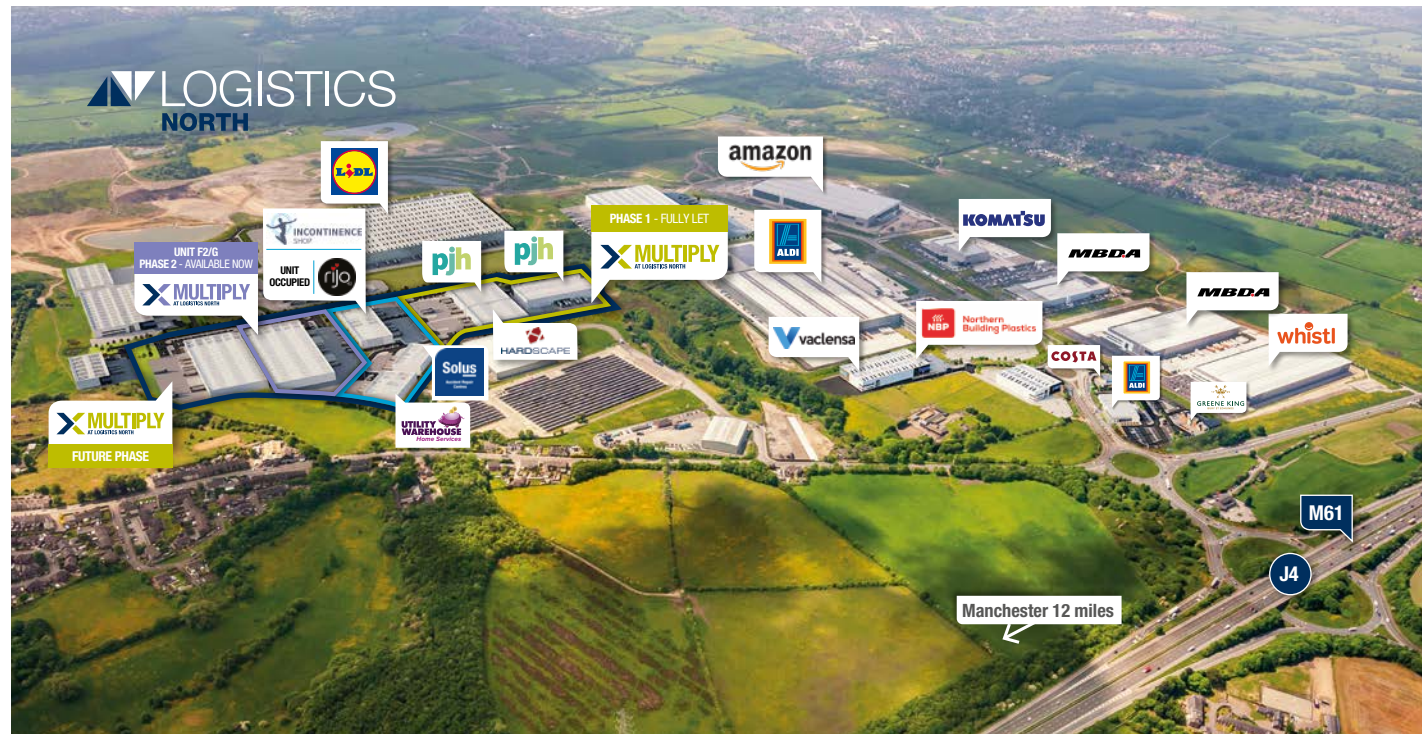 LOGISTICS
NORTH
LiDL
amazon
INCONTINENCE
SHOP
UNIT
OCCUPIED
rijo
PHASE 1 - FULLY LET
MULTIPLY
AT LOGISTICS NORTH
ALDI
KOMATSU
UNIT F2/G
PHASE 2 - AVAILABLE NOW
MULTIPLY
AT LOGISTICS NORTH
pjh
pjh
MBDA
MBDA
vaclensa
NBP
Northern
Building Plastics
whistl
HARDSCAPE
COSTA
Solus
Accident Repair
Centres
ALDI
GREENE KING
MULTIPLY
AT LOGISTICS NORTH
FUTURE PHASE
UTILITY
WAREHOUSE
Home Services
M61
J4
Manchester 12 miles